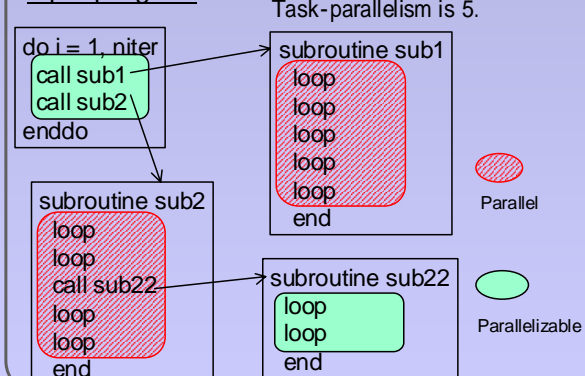 Task-parallelism is 5.
do i = 1, niter
call sub1
call sub2
enddo
subroutine sub1
loop
loop
loop
loop
loop
end
Parallel
subroutine sub2
loop
loop
call sub22
loop
loop
end
subroutine sub22
loop
loop
end
Parallelizable